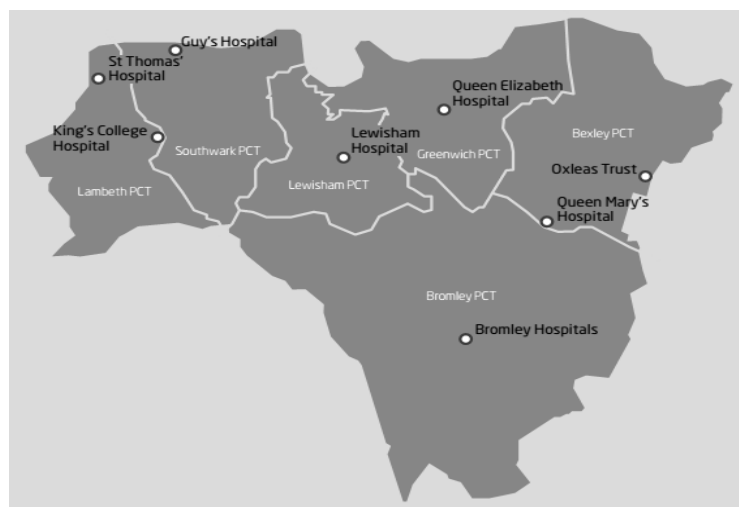 Guy's Hospital
St Thomas'
Hospital
Queen Elizabeth
Hospital
King's College
Hospital
Southwark PCT
Lewisham
Hospital
Greenwich PCT
Bexley PCT
Oxleas Trust
Lambeth PCT
Lewisham PCT
Queen Mary's
Hospital
Bromley PCT
Bromley Hospitals